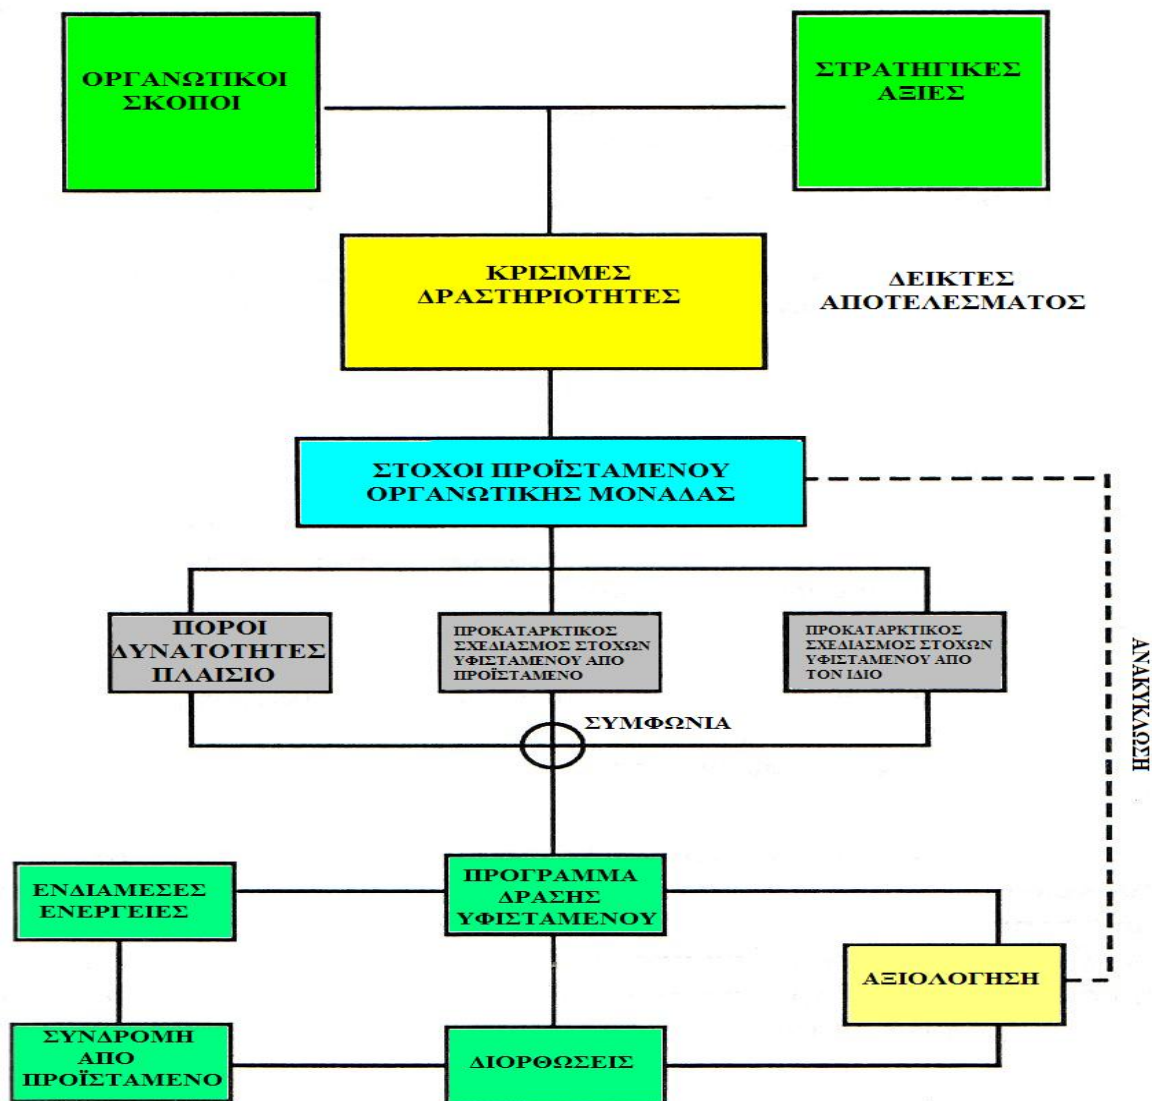 ΟΡΓΑΝΩΤΙΚΟΙ
ΣΚΟΠΟΙ
ΣΤΡΑΤΗΓΙΚΕΣ
ΑΞΙΕΣ
ΚΡΙΣΙΜΕΣ
ΔΡΑΣΤΗΡΙΟΤΗΤΕΣ
ΔΕΙΚΤΕΣ
ΑΠΟΤΕΛΕΣΜΑΤΟΣ
ΣΤΟΧΟΙ ΠΡΟΪΣΤΑΜΕΝΟΥ
ΟΡΓΑΝΩΤΙΚΗΣ ΜΟΝΑΔΑΣ
ΠΟΡΟΙ
ΔΥΝΑΤΟΤΗΤΕΣ
ΠΛΑΙΣΙΟ
ΠΡΟΚΑΤΑΡΚΤΙΚΟΣ
ΣΧΕΔΙΑΣΜΟΣ ΣΤΟΧΩΝ
ΥΦΙΣΤΑΜΕΝΟΥ ΑΠΟ
ΠΡΟΪΣΤΑΜΕΝΟ
ΠΡΟΚΑΤΑΡΚΤΙΚΟΣ
ΣΧΕΔΙΑΣΜΟΣ ΣΤΟΧΩΝ
ΥΦΙΣΤΑΜΕΝΟΥ ΑΠΟ
ΤΟΝ ΙΔΙΟ
ΑΝΑΚΥΚΛΩΣΗ
ΣΥΜΦΩΝΙΑ
ΕΝΔΙΑΜΕΣΕΣ
ΕΝΕΡΓΕΙΕΣ
ΠΡΟΓΡΑΜΜΑ
ΔΡΑΣΗΣ
ΥΦΙΣΤΑΜΕΝΟΥ
ΑΞΙΟΛΟΓΗΣΗ
ΣΥΝΔΡΟΜΗ
ΑΠΟ
ΠΡΟΪΣΤΑΜΕΝΟ
ΔΙΟΡΘΩΣΕΙΣ